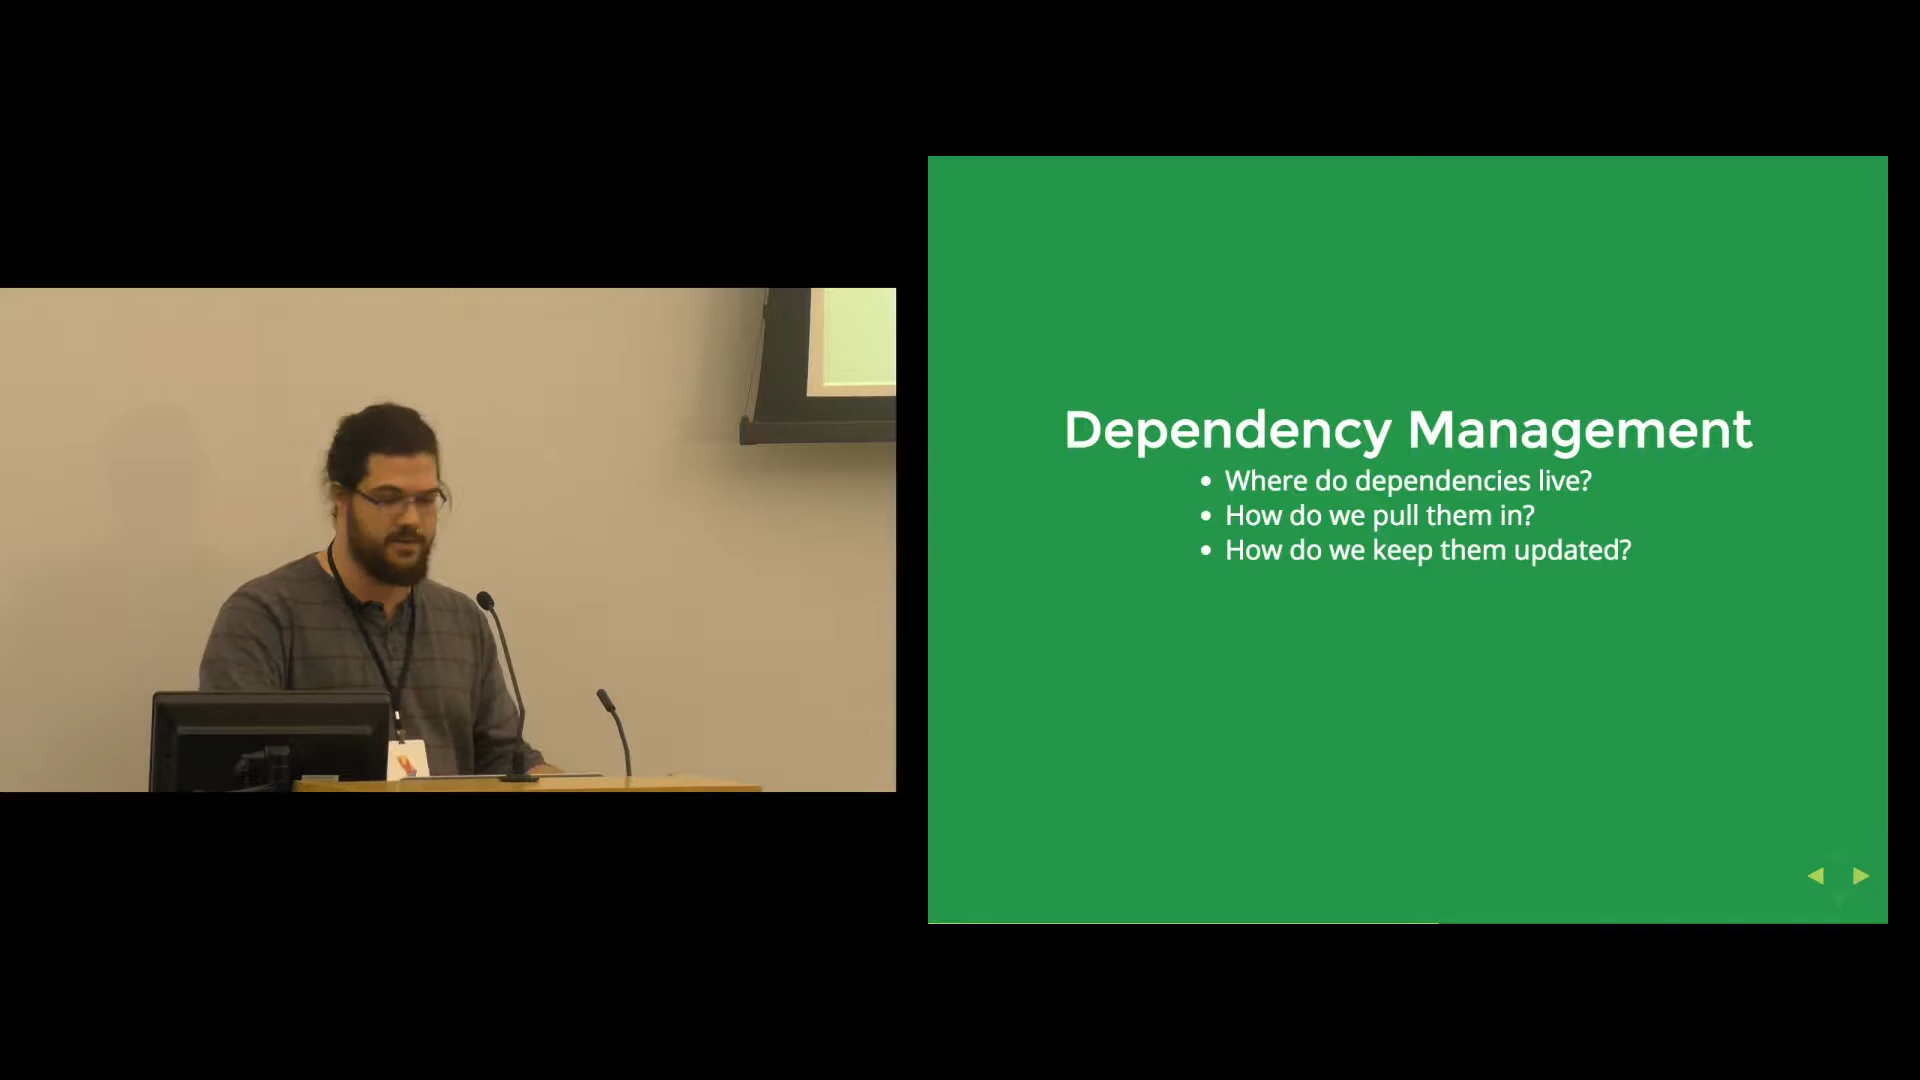 Dependency Management
• Where do dependencies live?
• How do we pull them in?
• How do we keep them updated?